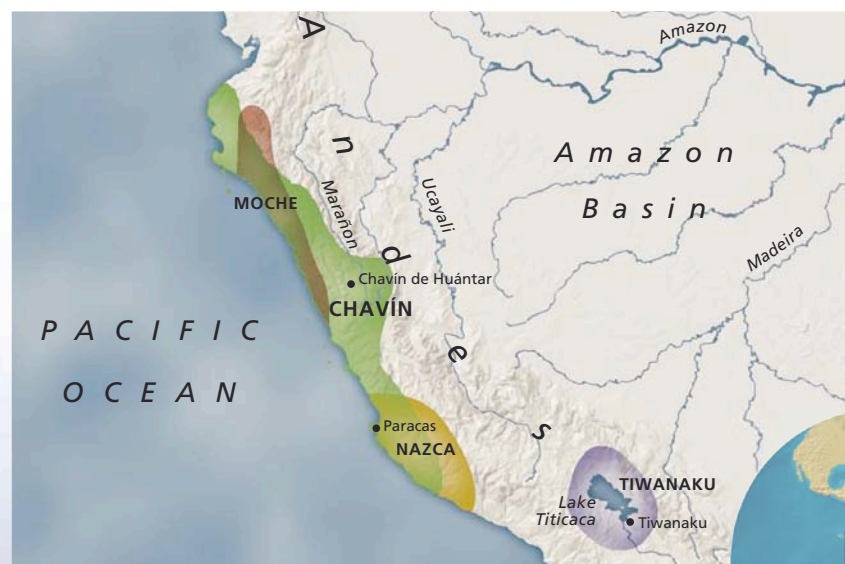 Amazon
Andes
Amazon
Basin
Marañon
Ucayali
MOCHE
Madeira
Chavín de Huántar
CHAVÍN
PACIFIC
OCEAN
Paracas
NAZCA
TIWANAKU
Lake
Titicaca
Tiwanaku